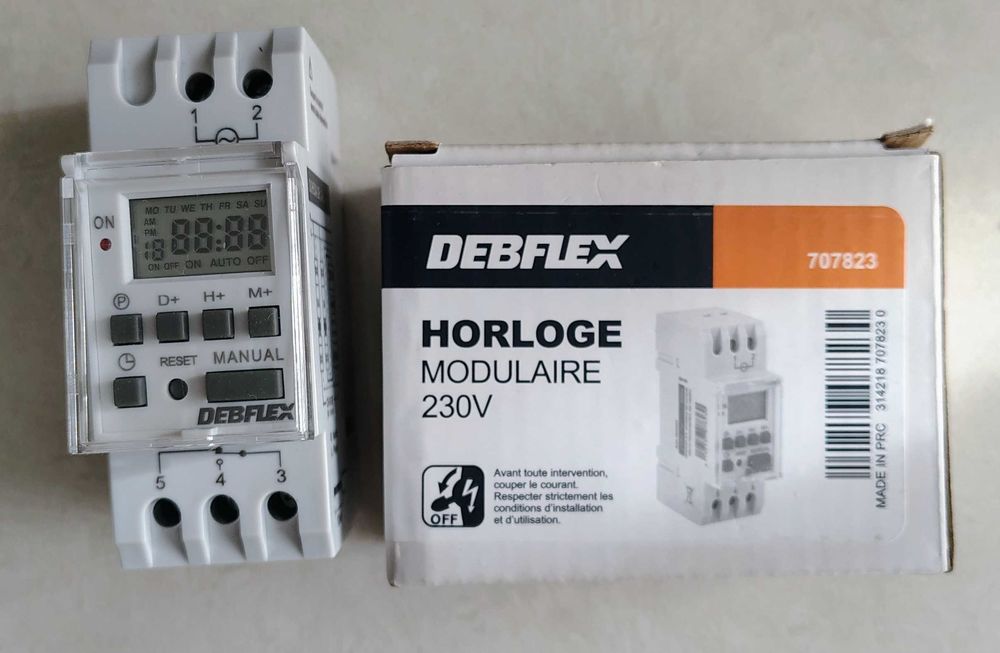 1 2
ON
MO TU WE TH FR SA SU
AM
PM
18 88:88
ON OFF ON AUTO OFF
P D+ H+ M+
RESET MANUAL
DEBFLEX
5 4 3
DEBFLEX
707823
HORLOGE
MODULAIRE
230V
OFF
Avant toute intervention,
couper le courant.
Respecter strictement les
conditions d'installation
et d'utilisation.
MADE IN PRC 314218 707823 0